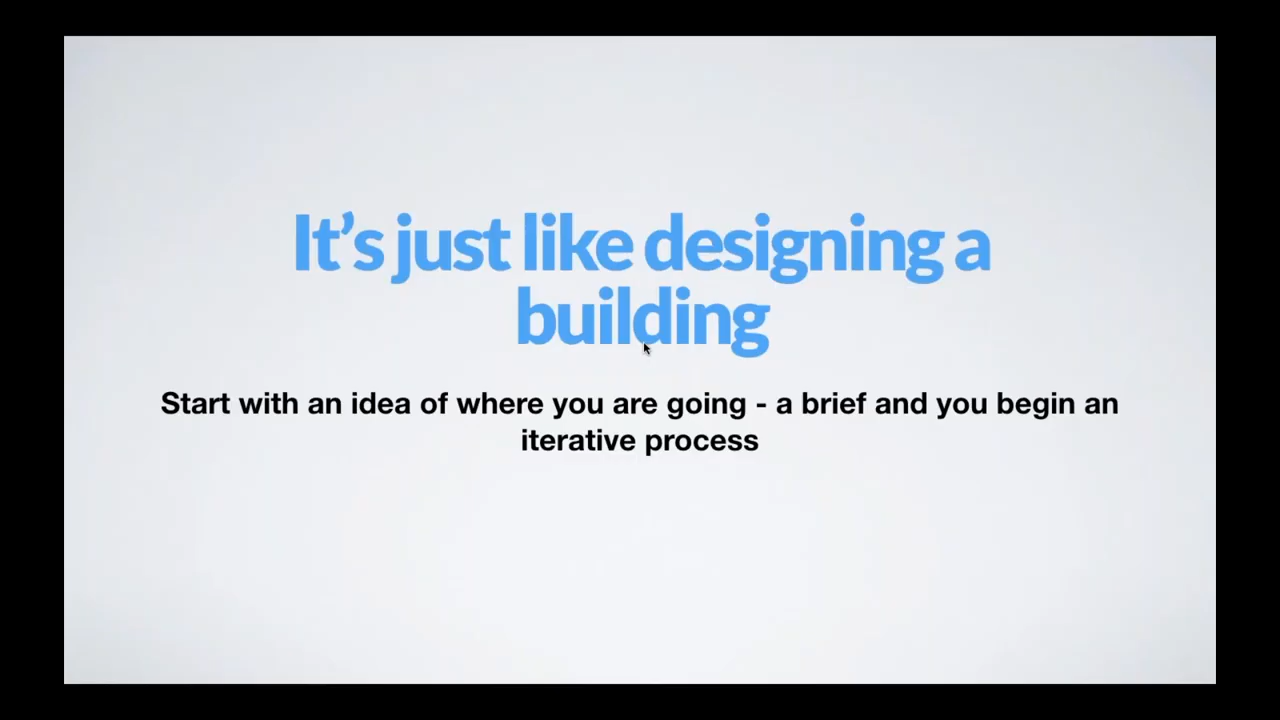 It’s just like designing a
building
Start with an idea of where you are going - a brief and you begin an
iterative process